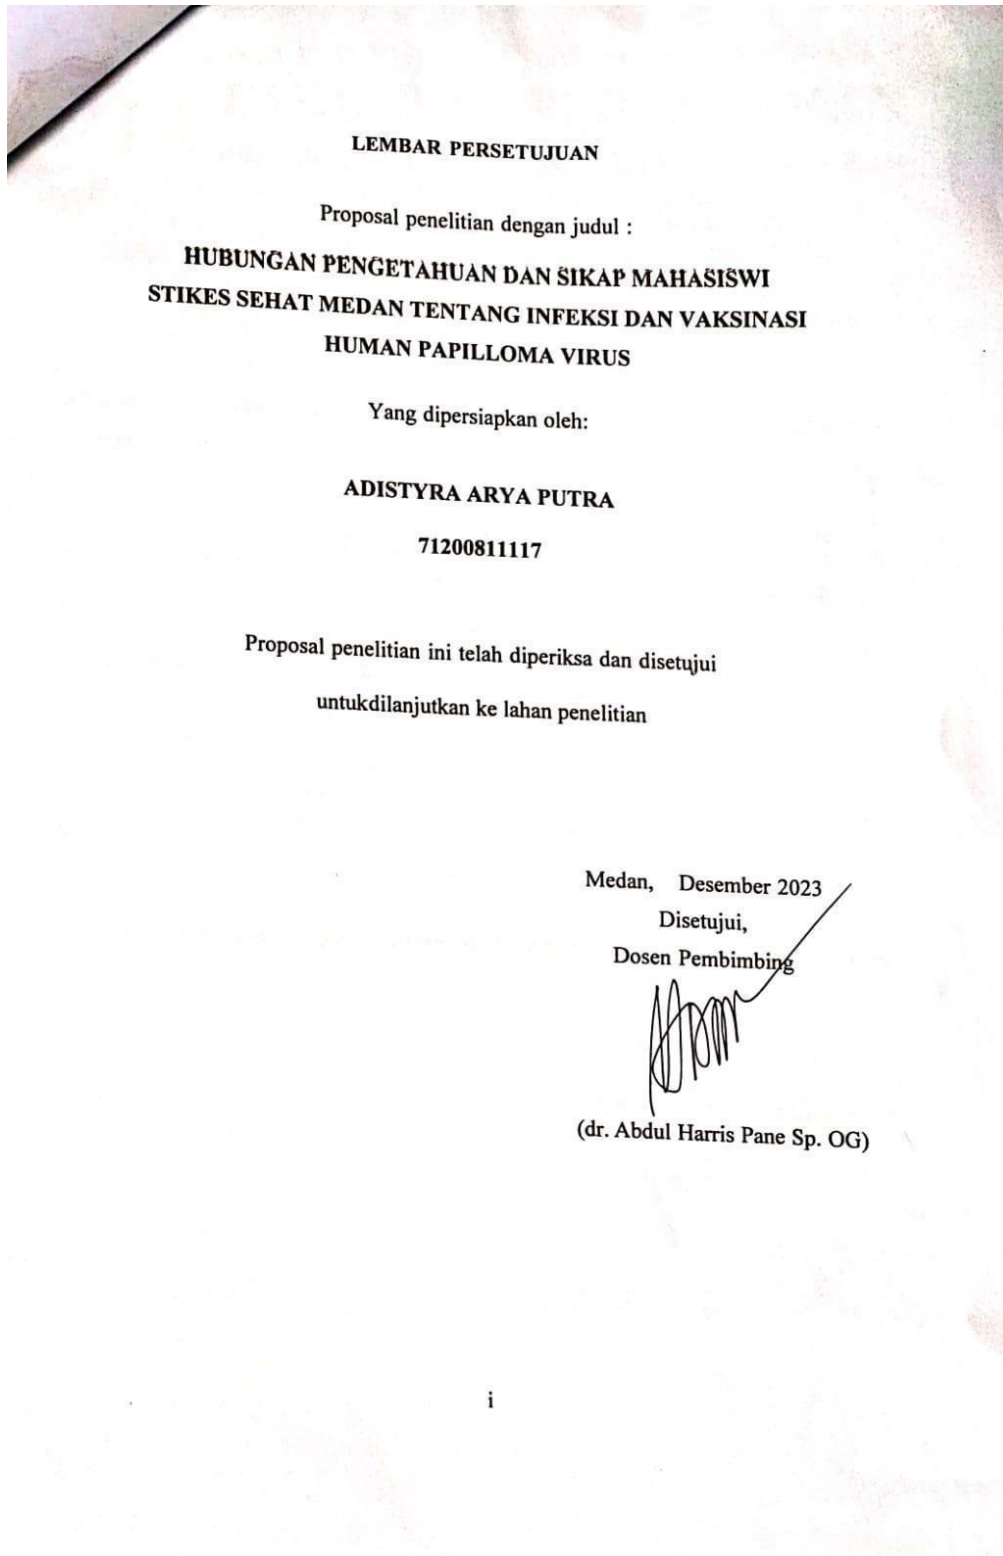 LEMBAR PERSETUJUAN
Proposal penelitian dengan judul :
HUBUNGAN PENGETAHUAN DAN SIKAP MAHASISWI
STIKES SEHAT MEDAN TENTANG INFEKSI DAN VAKSINASI
HUMAN PAPILLOMA VIRUS
Yang dipersiapkan oleh:
ADISTYRA ARYA PUTRA
71200811117
Proposal penelitian ini telah diperiksa dan disetujui
untukdilanjutkan ke lahan penelitian
Medan, Desember 2023
Disetujui,
Dosen Pembimbing
(dr. Abdul Harris Pane Sp. OG)
i